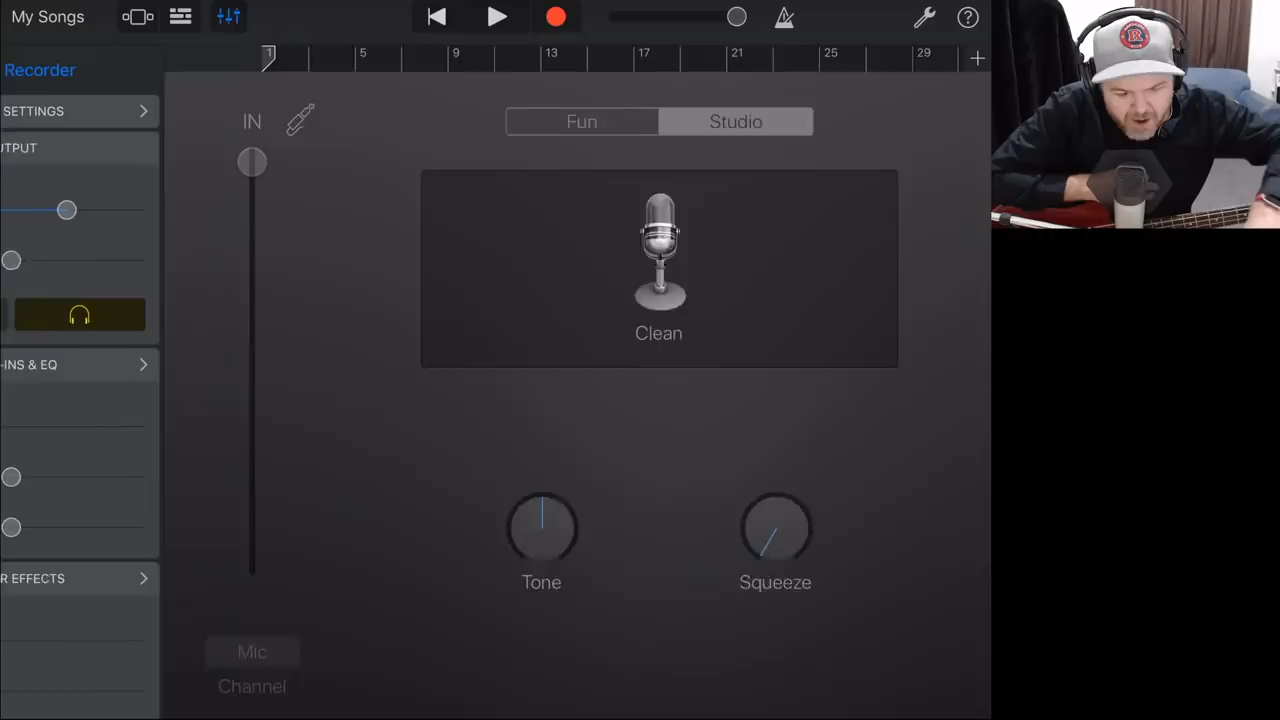 My Songs
1 5 9 13 17 21 25 29
Recorder
SETTINGS
IN
Fun Studio
UTPUT
Clean
-INS & EQ
R EFFECTS
Tone Squeeze
Mic
Channel
R